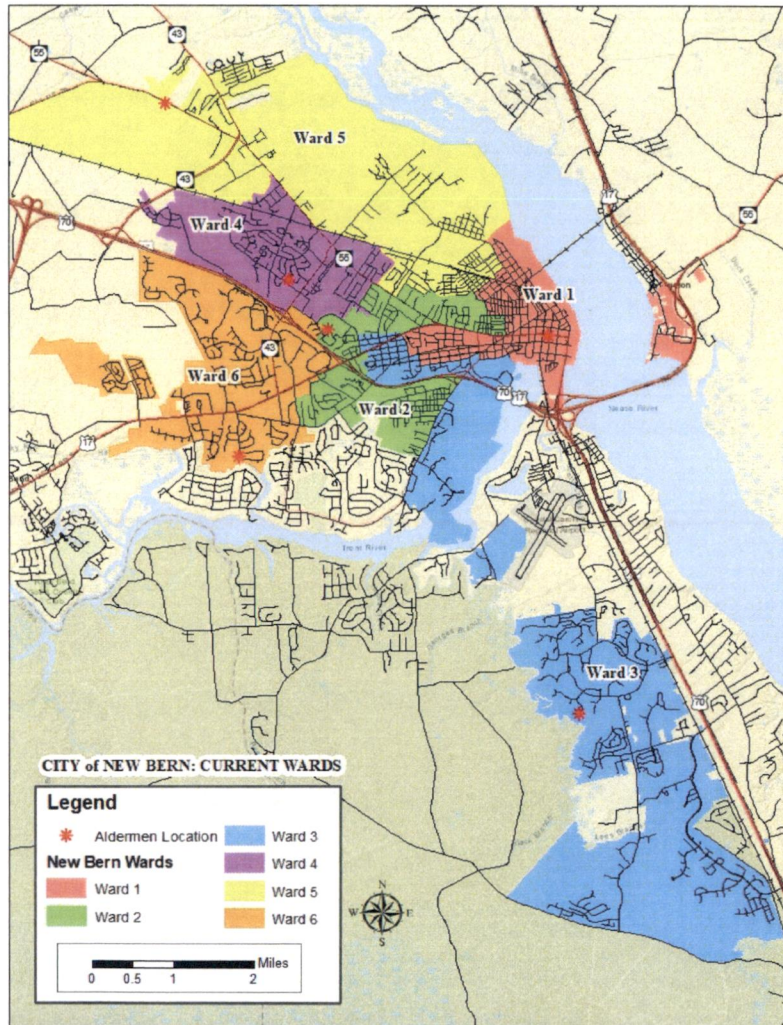 43
55
43
55
Ward 5
17
43
55
70
Ward 4
55
Ward 1
43
Ward 6
Ward 2
70
17
Neuse River
17
Trent River
Ward 3
70
CITY of NEW BERN: CURRENT WARDS
Legend
Aldermen Location
New Bern Wards
Ward 1
Ward 2
Ward 3
Ward 4
Ward 5
Ward 6
N
W E
S
Miles
0 0.5 1 2